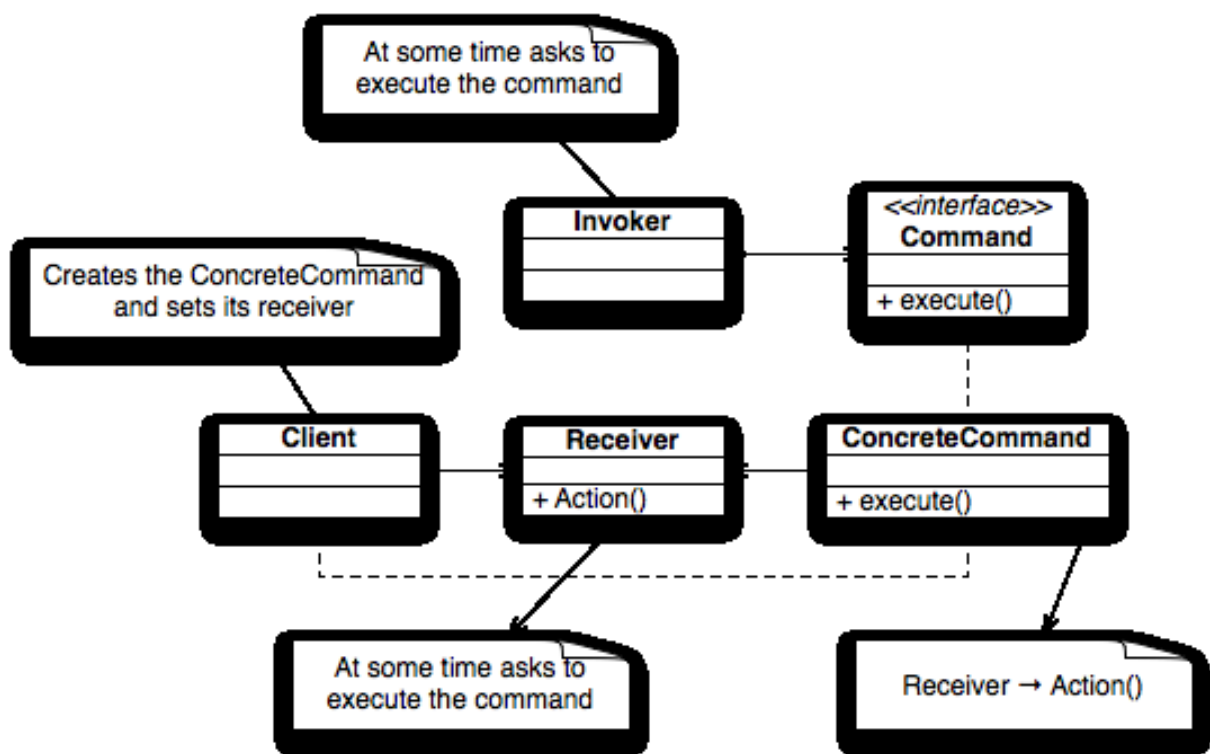 At some time asks to
execute the command
Invoker
<<interface>>
Command
+ execute()
Creates the ConcreteCommand
and sets its receiver
Client
Receiver
+ Action()
ConcreteCommand
+ execute()
At some time asks to
execute the command
Receiver → Action()